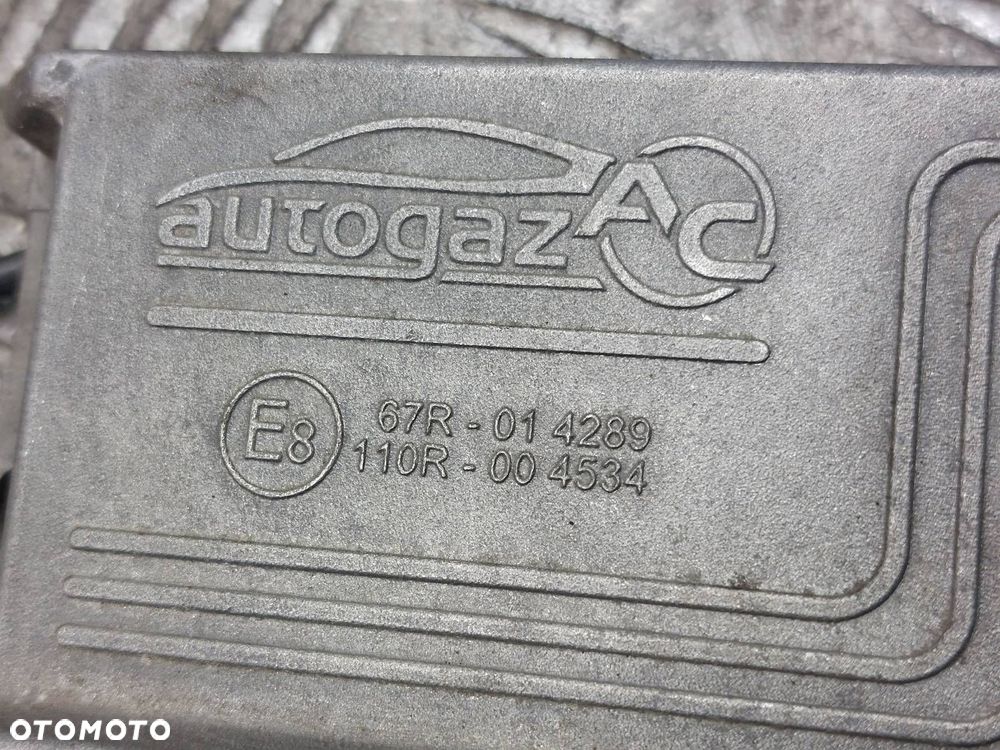 autogaz AC
E8
67R - 01 4289
110R - 00 4534
OTOMOTO